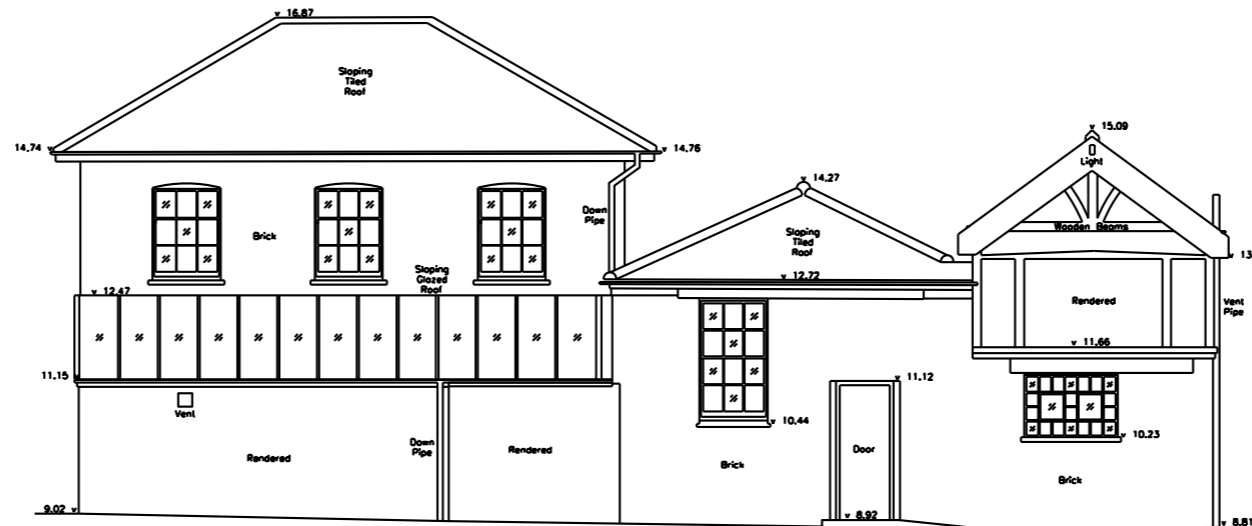 16.87
Sloping
Tiled
Roof
14.74
14.76
15.09
Light
14.27
Down
Pipe
Brick
Wooden Beams
Sloping
Tiled
Roof
13
Sloping
Glazed
Roof
12.72
12.47
Rendered
Vent
Pipe
11.66
11.15
11.12
Vent
10.44
10.23
Down
Pipe
Rendered
Rendered
Door
Brick
Brick
9.02
8.92
8.81